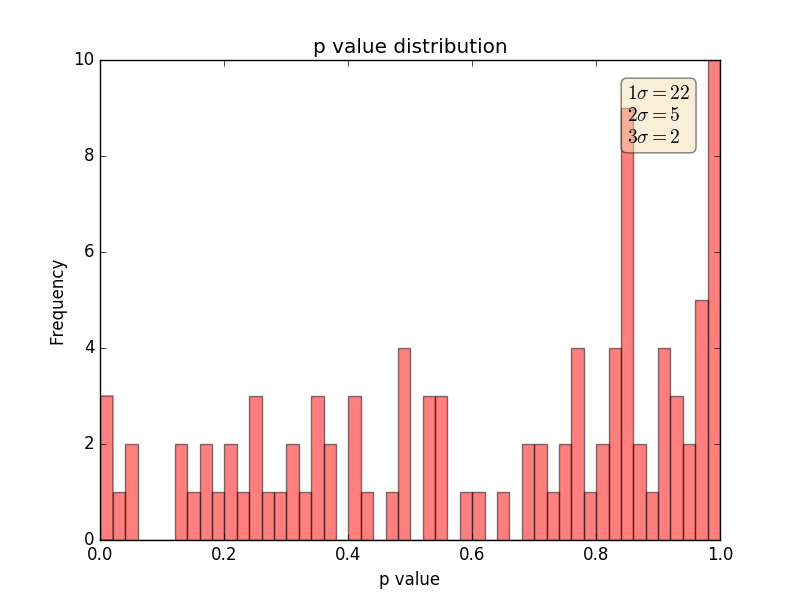 p value distribution
1σ = 22
2σ = 5
3σ = 2
Frequency
10
8
6
4
2
0
0.0 0.2 0.4 0.6 0.8 1.0
p value